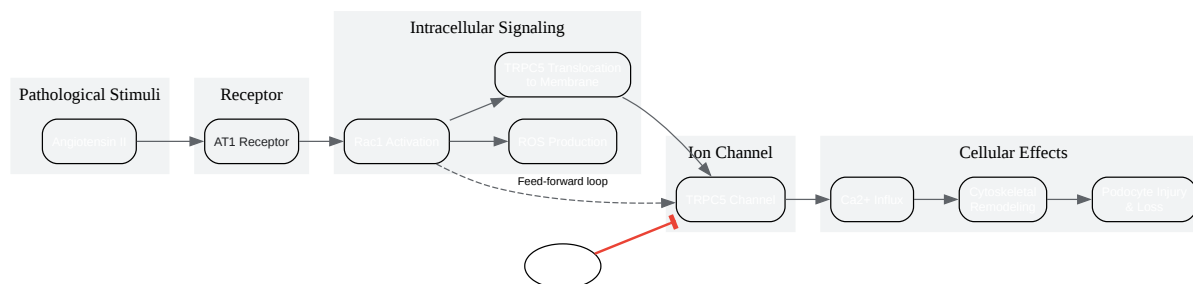 Intracellular Signaling
TRPC5 Translocation
to Membrane
Pathological Stimuli
Receptor
Angiotensin II
AT1 Receptor
Rac1 Activation
ROS Production
Ion Channel
Cellular Effects
Feed-forward loop
TRPC5 Channel
Ca2+ Influx
Cytoskeletal
Remodeling
Podocyte Injury
& Loss